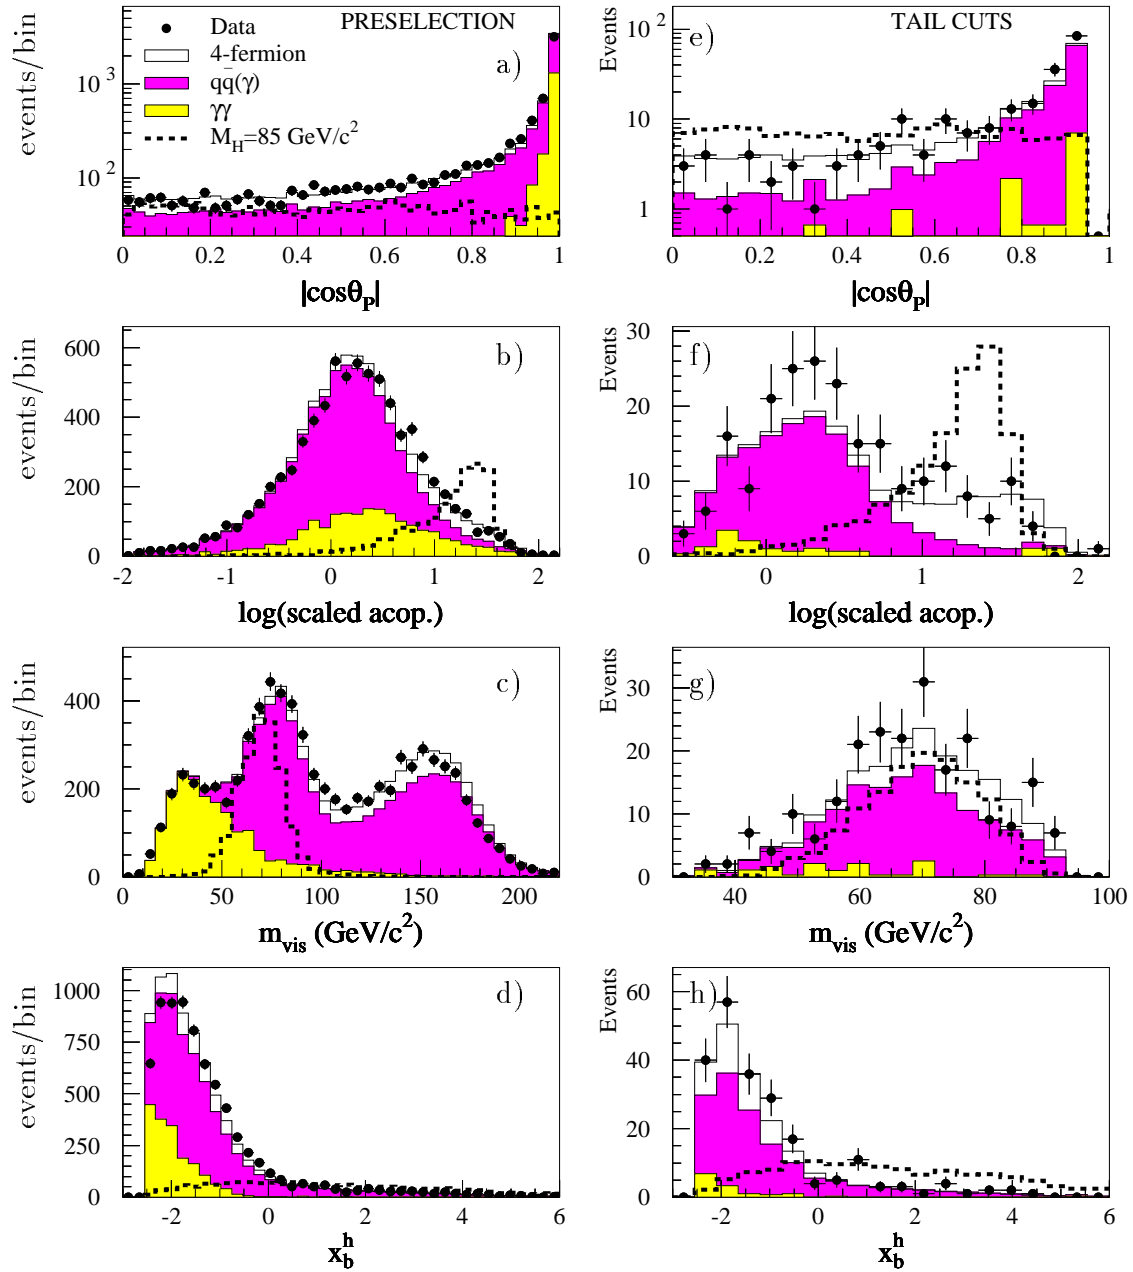 PRESELECTION
Data
4-fermion
qq̄(γ)
γγ
M_H=85 GeV/c²
a)
events/bin
10³
10²
0 0.2 0.4 0.6 0.8 1
|cosθ_P|
TAIL CUTS
e)
Events
10²
10
1
0 0.2 0.4 0.6 0.8 1
|cosθ_P|
b)
events/bin
600
400
200
0
-2 -1 0 1 2
log(scaled acop.)
f)
Events
30
20
10
0
0 1 2
log(scaled acop.)
c)
events/bin
400
200
0
0 50 100 150 200
m_vis (GeV/c²)
g)
Events
30
20
10
0
40 60 80 100
m_vis (GeV/c²)
d)
events/bin
1000
750
500
250
0
-2 0 2 4 6
x_b^h
h)
Events
60
40
20
0
-2 0 2 4 6
x_b^h